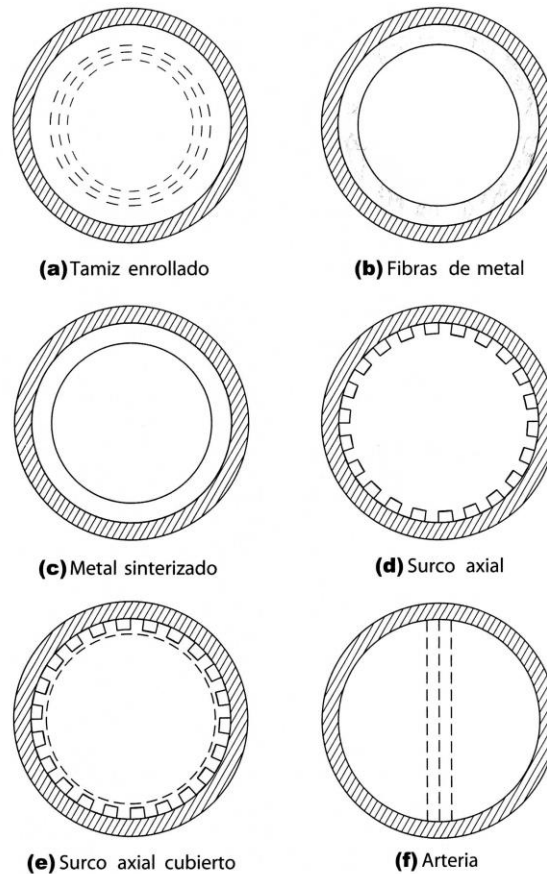 (a) Tamiz enrollado
(b) Fibras de metal
(c) Metal sinterizado
(d) Surco axial
(e) Surco axial cubierto
(f) Arteria